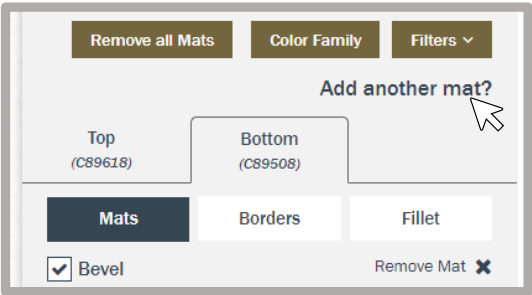 Remove all Mats Color Family Filters
Add another mat?
Top Bottom
(C89618) (C89508)
Mats Borders Fillet
Bevel Remove Mat